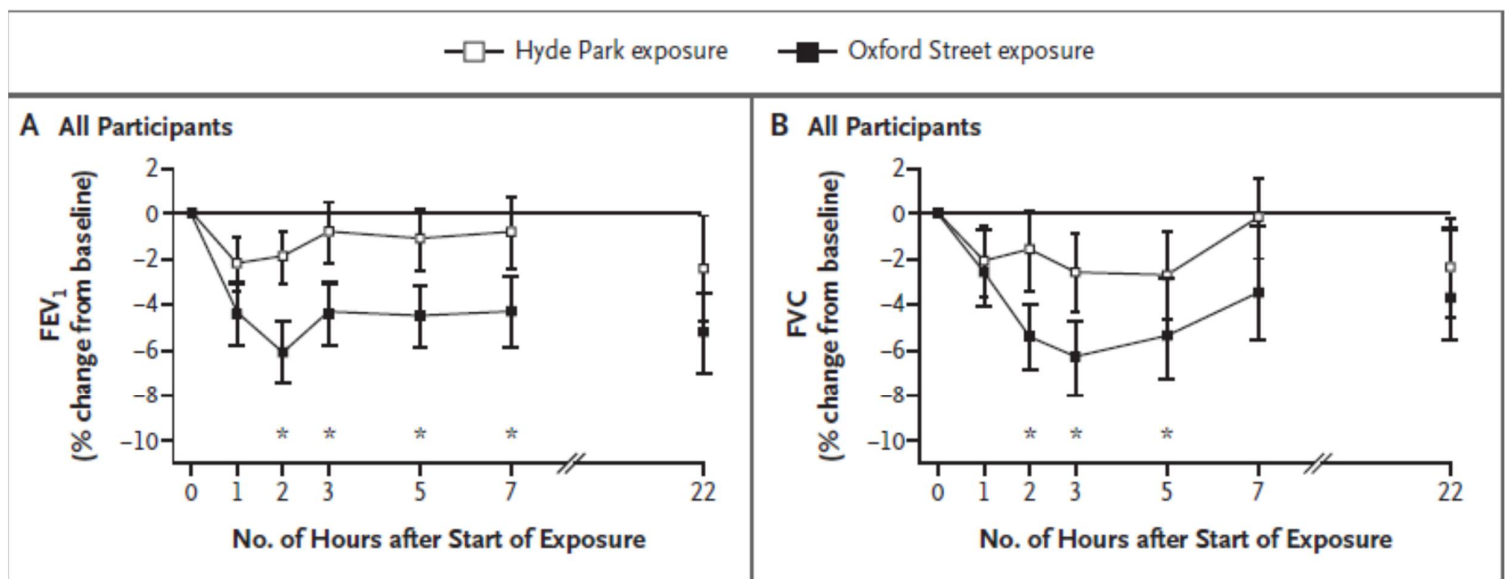 Hyde Park exposure Oxford Street exposure
A All Participants
FEV1
(% change from baseline)
2
0
–2
–4
–6
–8
–10
* * * *
0 1 2 3 5 7 22
No. of Hours after Start of Exposure
B All Participants
FVC
(% change from baseline)
2
0
–2
–4
–6
–8
–10
* * *
0 1 2 3 5 7 22
No. of Hours after Start of Exposure